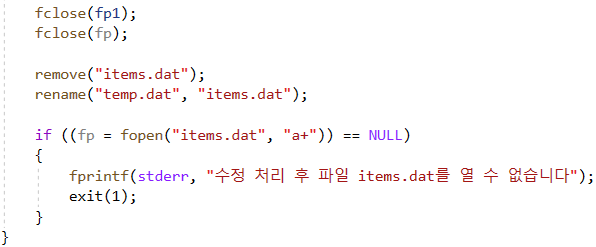 fclose(fp1);
fclose(fp);
remove("items.dat");
rename("temp.dat", "items.dat");
if ((fp = fopen("items.dat", "a+")) == NULL)
{
fprintf(stderr, "수정 처리 후 파일 items.dat를 열 수 없습니다");
exit(1);
}
}